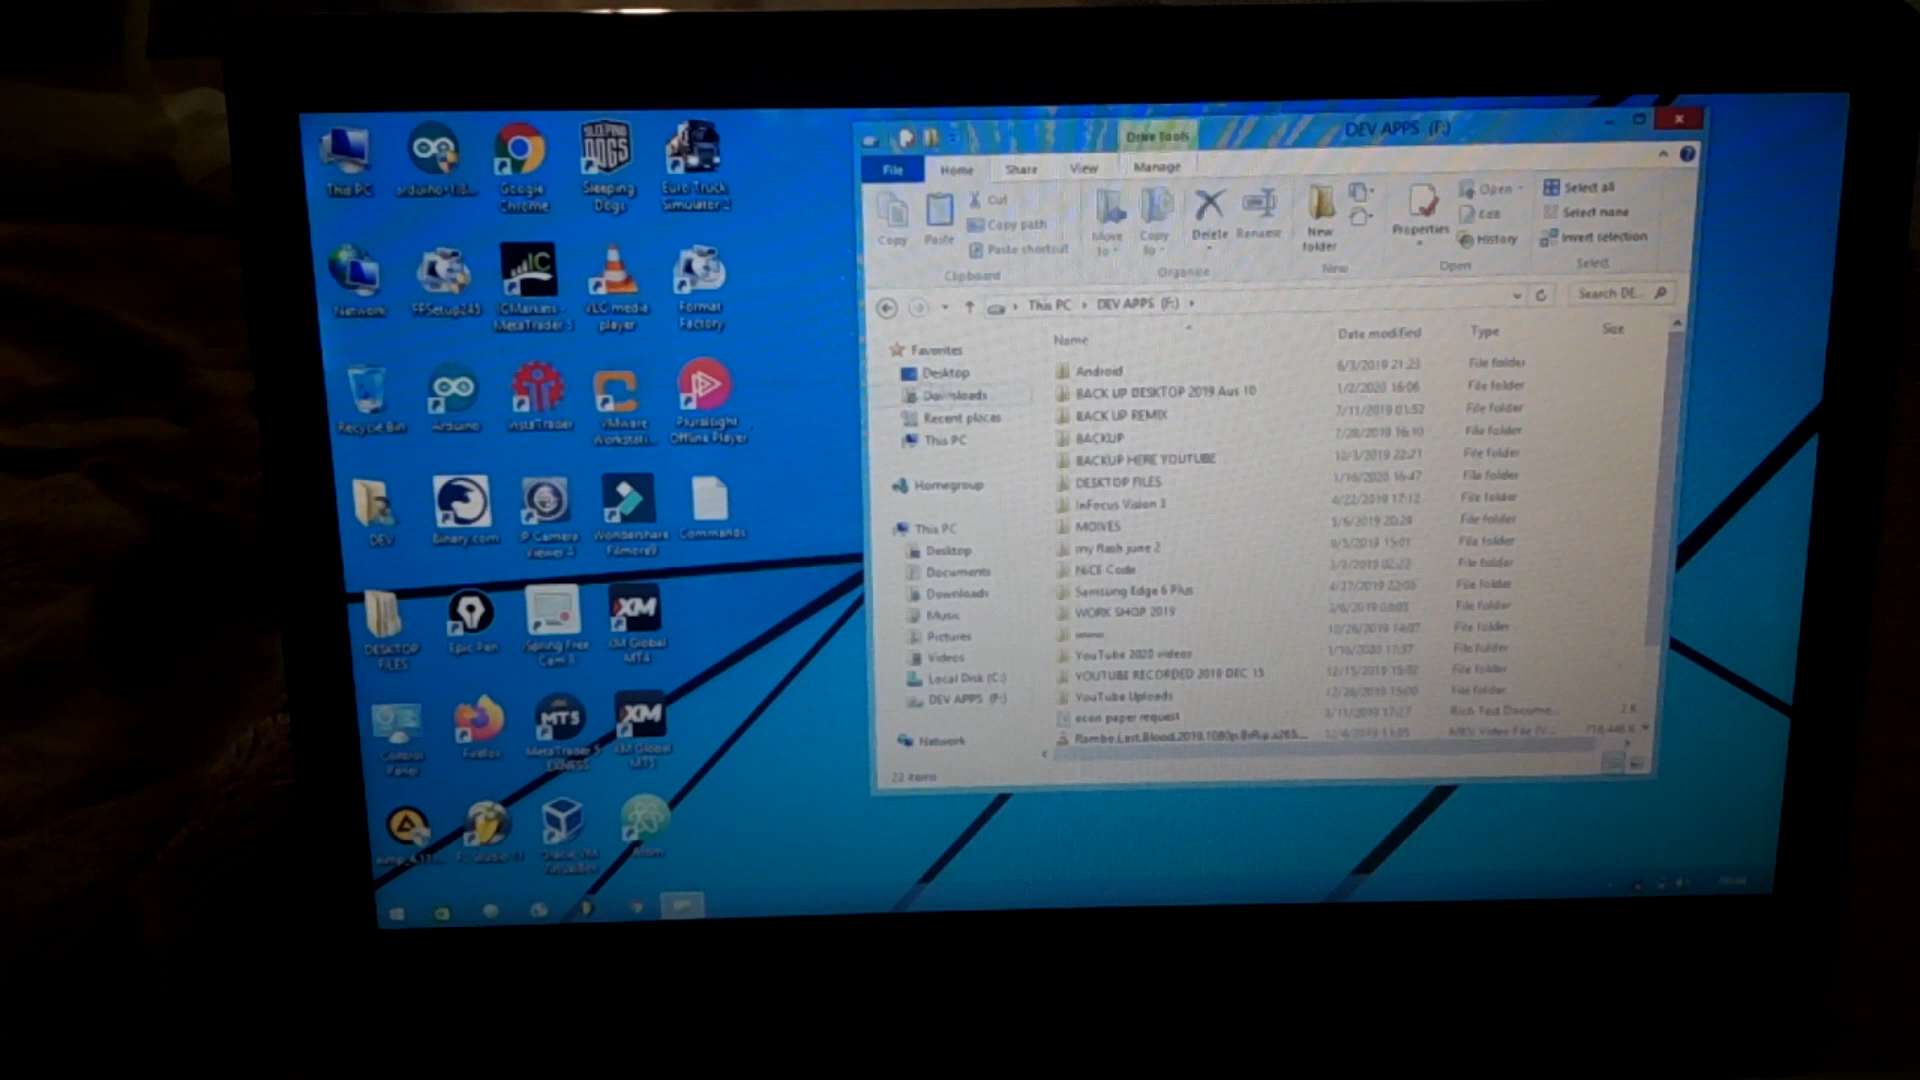 This PC
arduino-1.8...
Google Chrome
Sleeping Dogs
Euro Truck Simulator 2
Network
FFSetup245
ICMarkets - MetaTrader 5
VLC media player
Format Factory
Recycle Bin
Arduino
InstaTrader
VMware Workstati...
Pluralsight Offline Player
DEV
Binary.com
IP Camera Viewer 4
Wondershare Filmora9
Commands
DESKTOP FILES
Epic Pen
iSpring Free Cam 8
XM Global MT4
Control Panel
Firefox
MetaTrader 5 EXNESS
XM Global MT5
Oracle VM VirtualBox
Atom
Drive Tools
DEV APPS (F:)
File Home Share View Manage
Copy
Paste
Cut
Copy path
Paste shortcut
Clipboard
Move to
Copy to
Delete
Rename
Organize
New folder
New
Properties
Open
Edit
History
Open
Select all
Select none
Invert selection
Select
This PC
DEV APPS (F:)
Search DE...
Name Date modified Type Size
Favorites
Desktop
Downloads
Recent places
This PC
Homegroup
This PC
Desktop
Documents
Downloads
Music
Pictures
Videos
Local Disk (C:)
DEV APPS (F:)
Network
Android 6/3/2019 21:23 File folder
BACK UP DESKTOP 2019 Aus 10 1/2/2020 16:06 File folder
BACK UP REMIX 7/11/2019 01:52 File folder
BACKUP 7/28/2019 16:10 File folder
BACKUP HERE YOUTUBE 10/3/2019 22:21 File folder
DESKTOP FILES 1/16/2020 16:47 File folder
InFocus Vision 3 4/22/2019 17:12 File folder
MOIVES 5/6/2019 20:28 File folder
my flash june 2 9/5/2019 15:01 File folder
NiCE Code 3/3/2019 02:22 File folder
Samsung Edge 6 Plus 4/27/2019 22:05 File folder
WORK SHOP 2019 File folder
10/26/2019 14:07 File folder
YouTube 2020 videos 1/16/2020 17:37 File folder
YOUTUBE RECORDED 2019 DEC 15 12/15/2019 15:02 File folder
YouTube Uploads 12/26/2019 15:00 File folder
econ paper request 3/11/2019 17:27 Rich Text Docume... 2 K
Rambo.Last.Blood.2019.1080p.BrRip.x265... MKV Video File (V...
22 items